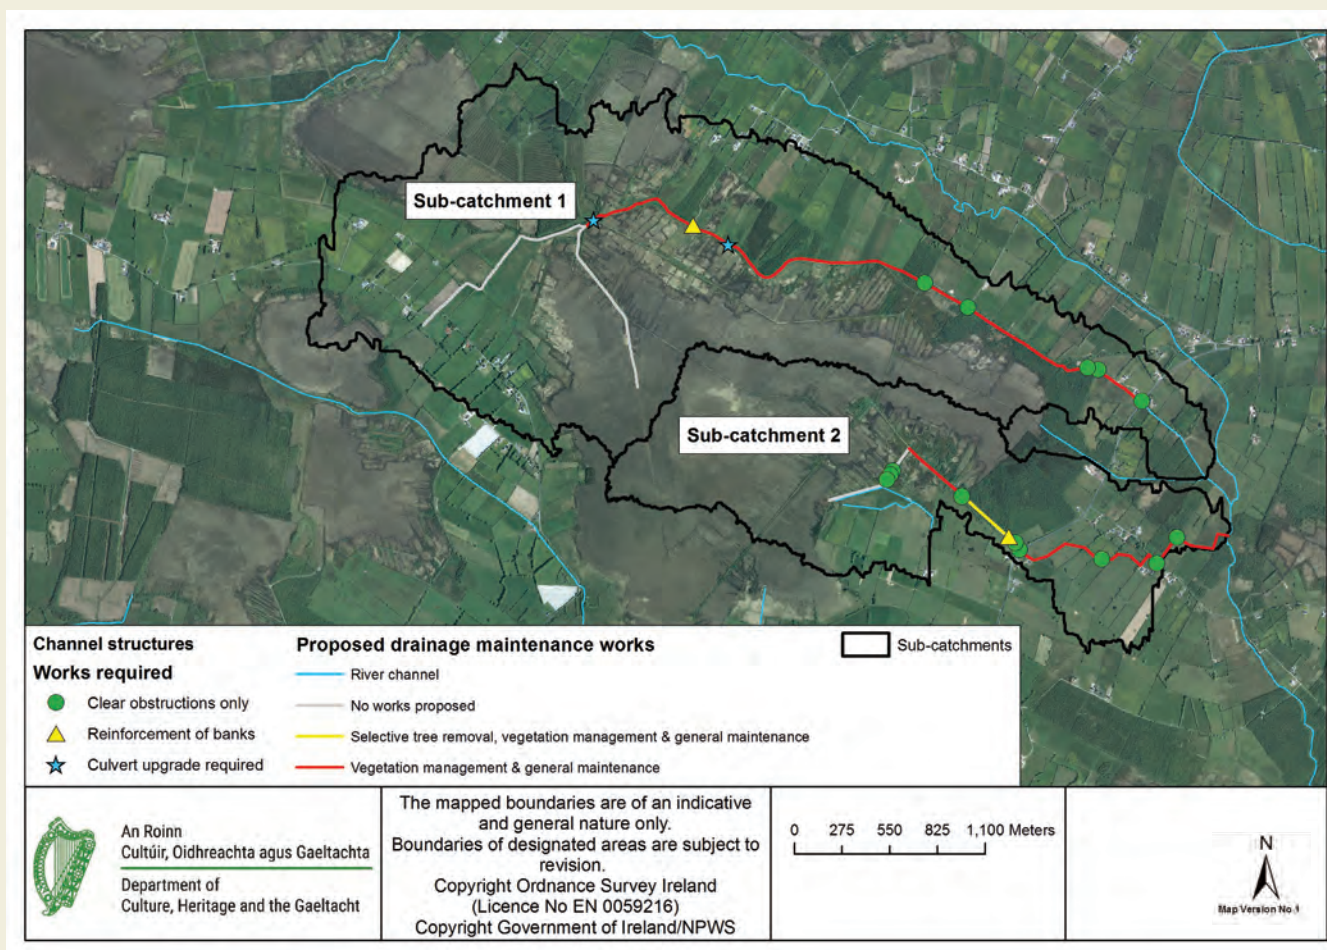 Sub-catchment 1
Sub-catchment 2
Channel structures
Works required
Clear obstructions only
Reinforcement of banks
Culvert upgrade required
Proposed drainage maintenance works
River channel
No works proposed
Selective tree removal, vegetation management & general maintenance
Vegetation management & general maintenance
Sub-catchments
An Roinn
Cultúir, Oidhreachta agus Gaeltachta
Department of
Culture, Heritage and the Gaeltacht
The mapped boundaries are of an indicative
and general nature only.
Boundaries of designated areas are subject to
revision.
Copyright Ordnance Survey Ireland
(Licence No EN 0059216)
Copyright Government of Ireland/NPWS
0 275 550 825 1,100 Meters
N
Map Version No.1